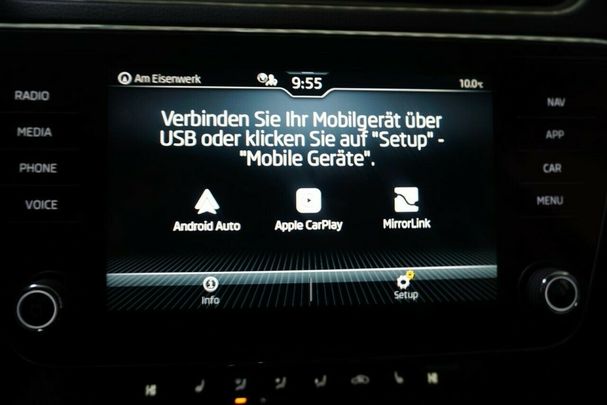 Am Eisenwerk
9:55
10.0°C
RADIO
MEDIA
PHONE
VOICE
Verbinden Sie Ihr Mobilgerät über
USB oder klicken Sie auf "Setup" -
"Mobile Geräte".
Android Auto
Apple CarPlay
MirrorLink
Info
Setup
NAV
APP
CAR
MENU